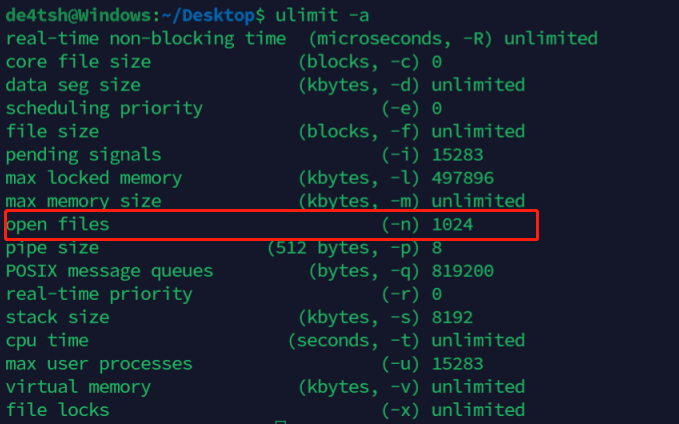 de4tsh@Windows:~/Desktop$ ulimit -a
real-time non-blocking time  (microseconds, -R) unlimited
core file size              (blocks, -c) 0
data seg size               (kbytes, -d) unlimited
scheduling priority                 (-e) 0
file size                   (blocks, -f) unlimited
pending signals                     (-i) 15283
max locked memory           (kbytes, -l) 497896
max memory size             (kbytes, -m) unlimited
open files                          (-n) 1024
pipe size                (512 bytes, -p) 8
POSIX message queues         (bytes, -q) 819200
real-time priority                  (-r) 0
stack size                  (kbytes, -s) 8192
cpu time                   (seconds, -t) unlimited
max user processes                  (-u) 15283
virtual memory              (kbytes, -v) unlimited
file locks                          (-x) unlimited